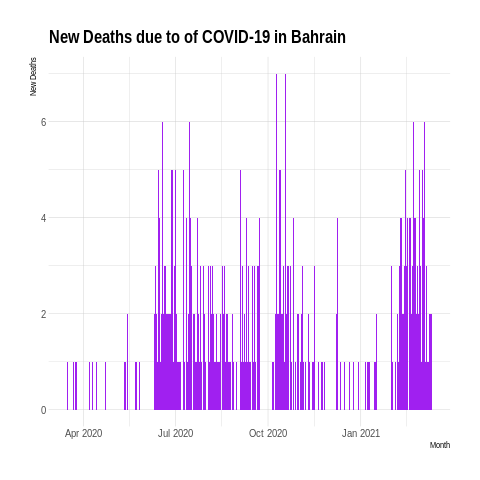 New Deaths due to of COVID-19 in Bahrain
New Deaths
6
4
2
0
Apr 2020 Jul 2020 Oct 2020 Jan 2021
Month